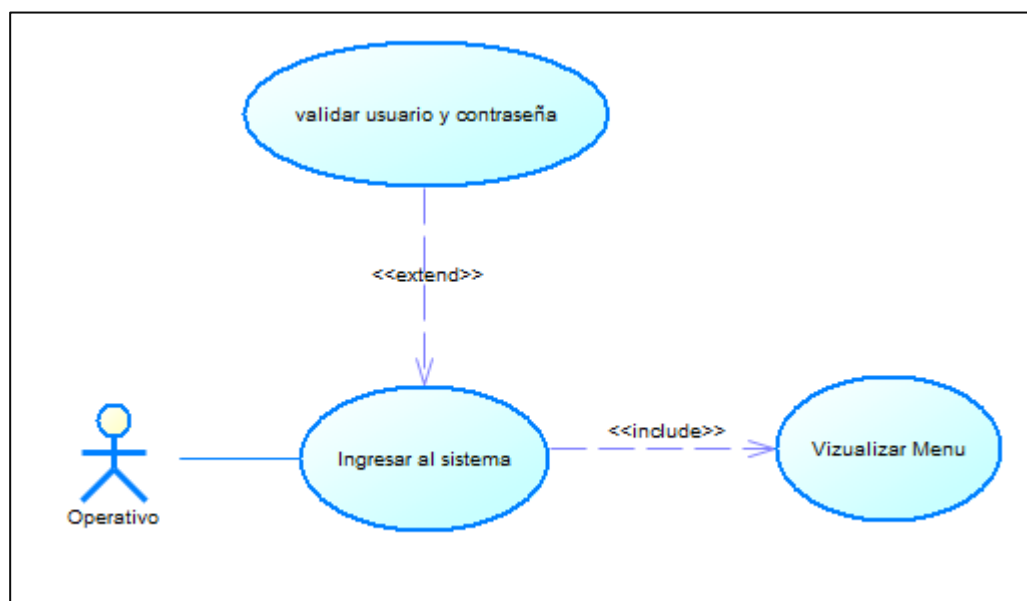 validar usuario y contraseña
<<extend>>
<<include>>
Ingresar al sistema
Vizualizar Menu
Operativo